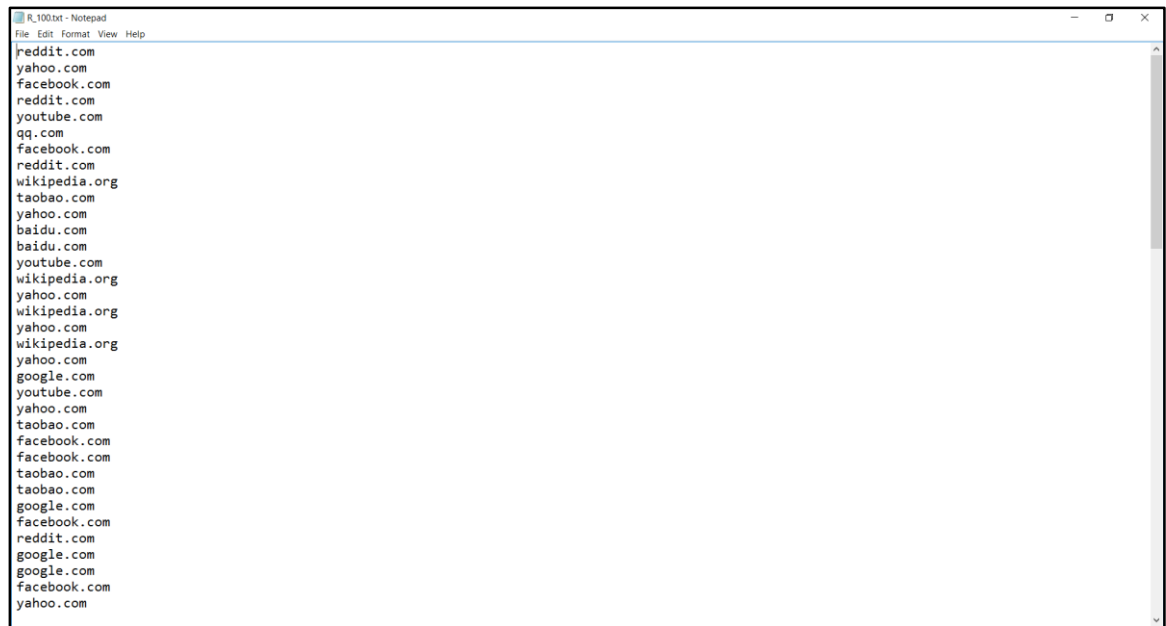 R_100.txt - Notepad
File Edit Format View Help
reddit.com
yahoo.com
facebook.com
reddit.com
youtube.com
qq.com
facebook.com
reddit.com
wikipedia.org
taobao.com
yahoo.com
baidu.com
baidu.com
youtube.com
wikipedia.org
yahoo.com
wikipedia.org
yahoo.com
wikipedia.org
yahoo.com
google.com
youtube.com
yahoo.com
taobao.com
facebook.com
facebook.com
taobao.com
taobao.com
google.com
facebook.com
reddit.com
google.com
google.com
facebook.com
yahoo.com